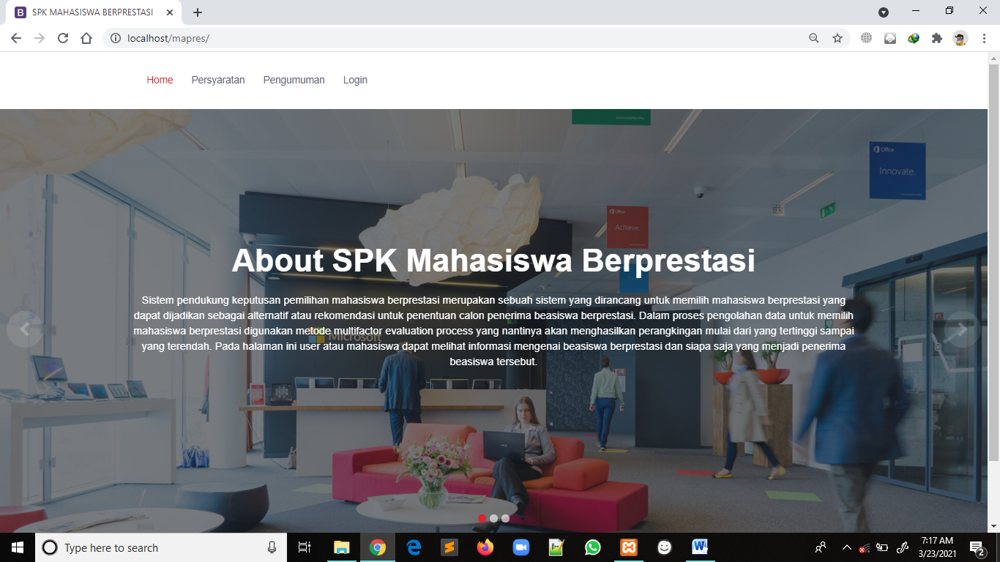 SPK MAHASISWA BERPRESTASI
localhost/mapres/
Home Persyaratan Pengumuman Login
Office
Innovate.
Office
Achieve.
About SPK Mahasiswa Berprestasi
Sistem pendukung keputusan pemilihan mahasiswa berprestasi merupakan sebuah sistem yang dirancang untuk memilih mahasiswa berprestasi yang
dapat dijadikan sebagai alternatif atau rekomendasi untuk penentuan calon penerima beasiswa berprestasi. Dalam proses pengolahan data untuk memilih
mahasiswa berprestasi digunakan metode multifactor evaluation process yang nantinya akan menghasilkan perangkingan mulai dari yang tertinggi sampai
yang terendah. Pada halaman ini user atau mahasiswa dapat melihat informasi mengenai beasiswa berprestasi dan siapa saja yang menjadi penerima
beasiswa tersebut.
Microsoft
Type here to search
7:17 AM
3/23/2021
2